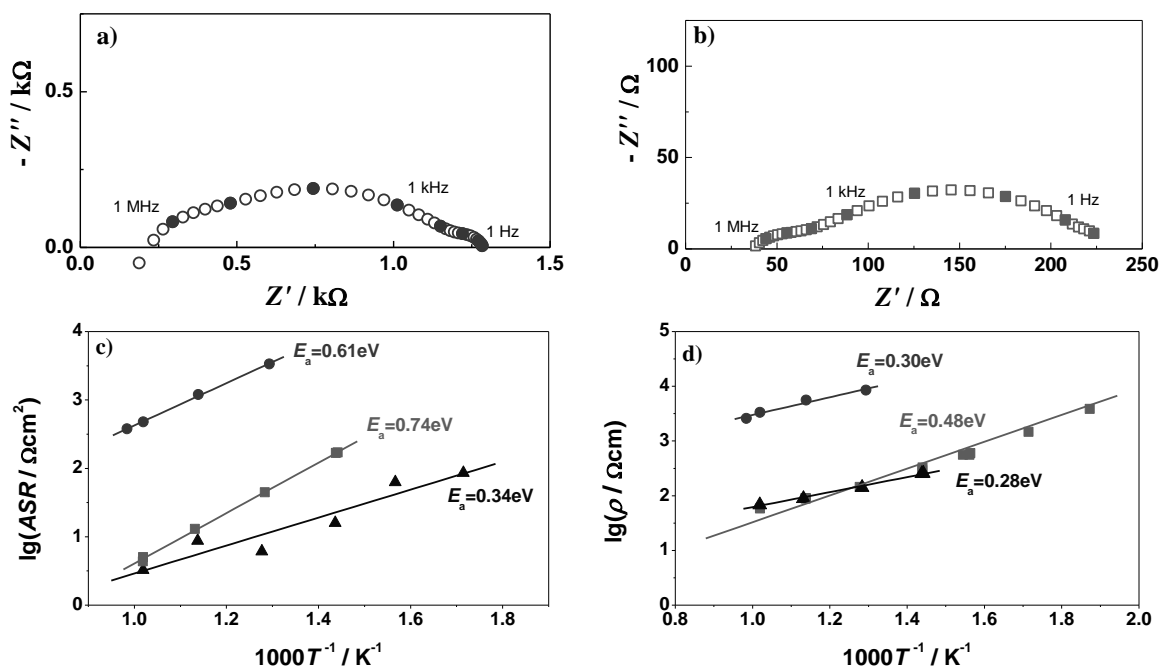 a)
- Z'' / kΩ
0.5
0.0
1 MHz
1 kHz
1 Hz
0
0.5
1.0
1.5
Z' / kΩ
b)
- Z'' / Ω
100
75
50
25
0
1 MHz
1 kHz
1 Hz
0 50 100 150 200 250
Z' / Ω
c)
lg(ASR / Ωcm²)
4
3
2
1
0
Eₐ=0.61eV
Eₐ=0.74eV
Eₐ=0.34eV
1.0 1.2 1.4 1.6 1.8
1000T⁻¹ / K⁻¹
d)
lg(ρ / Ωcm)
5
4
3
2
1
0
Eₐ=0.30eV
Eₐ=0.48eV
Eₐ=0.28eV
0.8 1.0 1.2 1.4 1.6 1.8 2.0
1000T⁻¹ / K⁻¹